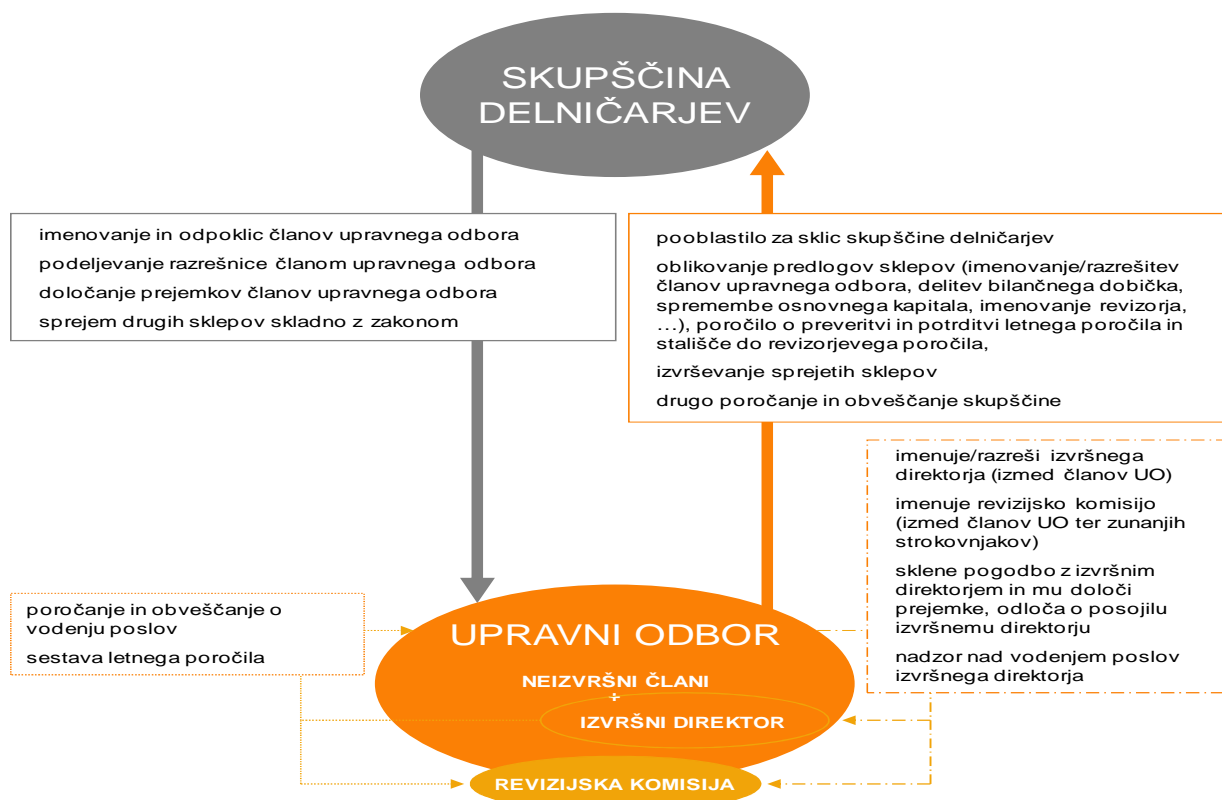 SKUPŠČINA
DELNIČARJEV
imenovanje in odpoklic članov upravnega odbora
podeljevanje razrešnice članom upravnega odbora
določanje prejemkov članov upravnega odbora
sprejem drugih sklepov skladno z zakonom
pooblastilo za sklic skupščine delničarjev
oblikovanje predlogov sklepov (imenovanje/razrešitev
članov upravnega odbora, delitev bilančnega dobička,
spremembe osnovnega kapitala, imenovanje revizorja,
…), poročilo o preveritvi in potrditvi letnega poročila in
stališče do revizorjevega poročila,
izvrševanje sprejetih sklepov
drugo poročanje in obveščanje skupščine
imenuje/razreši izvršnega
direktorja (izmed članov UO)
imenuje revizijsko komisijo
(izmed članov UO ter zunanjih
strokovnjakov)
sklene pogodbo z izvršnim
direktorjem in mu določi
prejemke, odloča o posojilu
izvršnemu direktorju
nadzor nad vodenjem poslov
izvršnega direktorja
poročanje in obveščanje o
vodenju poslov
sestava letnega poročila
UPRAVNI ODBOR
NEIZVRŠNI ČLANI
+
IZVRŠNI DIREKTOR
REVIZIJSKA KOMISIJA